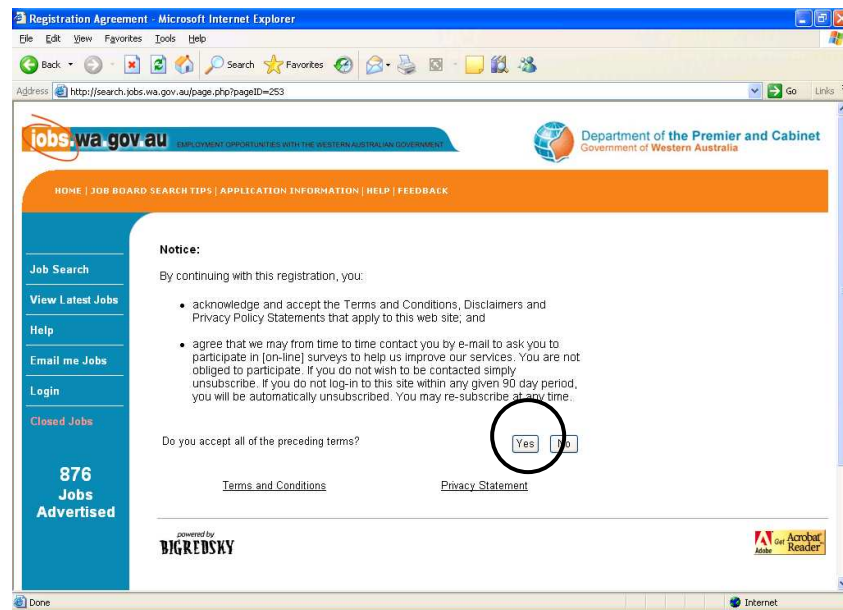 Registration Agreement - Microsoft Internet Explorer
File Edit View Favorites Tools Help
Back Search Favorites
Address http://search.jobs.wa.gov.au/page.php?pageID=253 Go Links
jobs.wa.gov.au EMPLOYMENT OPPORTUNITIES WITH THE WESTERN AUSTRALIAN GOVERNMENT
Department of the Premier and Cabinet
Government of Western Australia
HOME | JOB BOARD SEARCH TIPS | APPLICATION INFORMATION | HELP | FEEDBACK
Job Search
View Latest Jobs
Help
Email me Jobs
Login
Closed Jobs
876
Jobs
Advertised
Notice:
By continuing with this registration, you:
• acknowledge and accept the Terms and Conditions, Disclaimers and
Privacy Policy Statements that apply to this web site; and
• agree that we may from time to time contact you by e-mail to ask you to
participate in [on-line] surveys to help us improve our services. You are not
obliged to participate. If you do not wish to be contacted simply
unsubscribe. If you do not log-in to this site within any given 90 day period,
you will be automatically unsubscribed. You may re-subscribe at any time.
Do you accept all of the preceding terms? Yes No
Terms and Conditions Privacy Statement
powered by
BIGREDSKY
Adobe Get Acrobat Reader
Done Internet